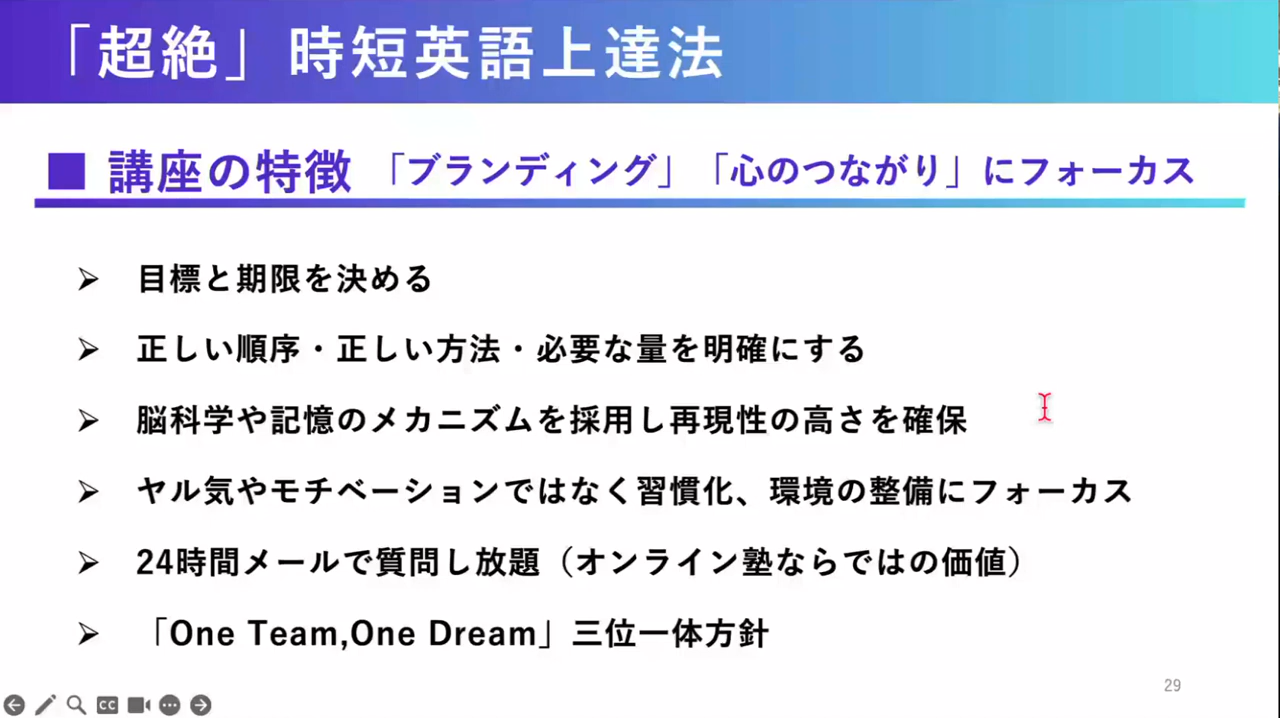 「超絶」時短英語上達法
■ 講座の特徴 「ブランディング」「心のつながり」にフォーカス
➢ 目標と期限を決める
➢ 正しい順序・正しい方法・必要な量を明確にする
➢ 脳科学や記憶のメカニズムを採用し再現性の高さを確保
➢ ヤル気やモチベーションではなく習慣化、環境の整備にフォーカス
➢ 24時間メールで質問し放題（オンライン塾ならではの価値）
➢ 「One Team,One Dream」三位一体方針
29
CC